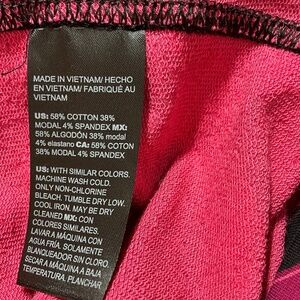 MADE IN VIETNAM/ HECHO
EN VIETNAM/ FABRIQUÉ AU
VIETNAM
US: 58% COTTON 38%
MODAL 4% SPANDEX MX:
58% ALGODÓN 38% modal
4% elastano CA: 58% COTON
38% MODAL 4% SPANDEX
US: WITH SIMILAR COLORS.
MACHINE WASH COLD.
ONLY NON-CHLORINE
BLEACH. TUMBLE DRY LOW.
COOL IRON. MAY BE DRY
CLEANED MX: CON
COLORES SIMILARES.
LAVAR A MÁQUINA CON
AGUA FRÍA. SOLAMENTE
BLANQUEADOR SIN CLORO.
SECAR A MÁQUINA A BAJA
TEMPERATURA, PLANCHAR